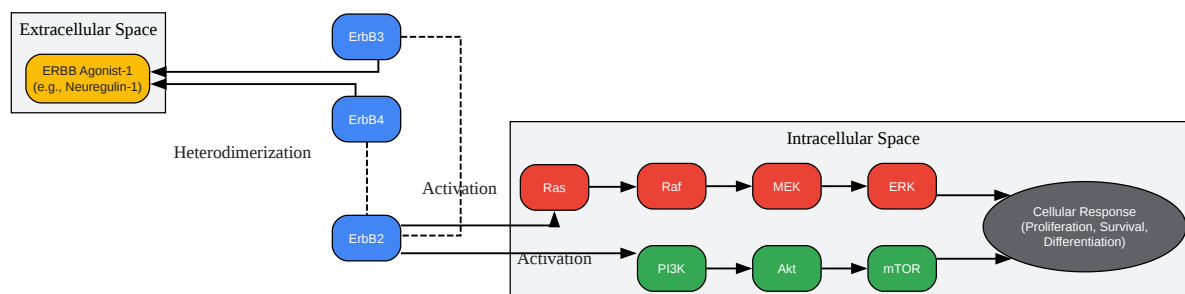 Extracellular Space
ERBB Agonist-1
(e.g., Neuregulin-1)
ErbB3
ErbB4
Heterodimerization
ErbB2
Activation
Activation
Intracellular Space
Ras
Raf
MEK
ERK
PI3K
Akt
mTOR
Cellular Response
(Proliferation, Survival,
Differentiation)